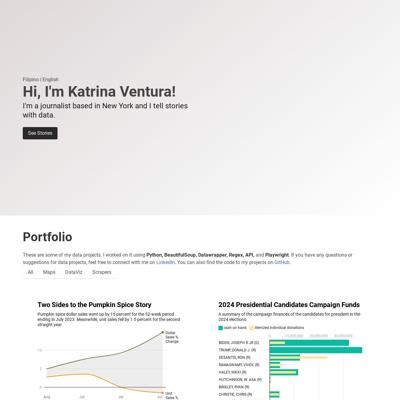 Filipino | English
Hi, I'm Katrina Ventura!
I'm a journalist based in New York and I tell stories
with data.
See Stories
Portfolio
These are some of my data projects. I worked on it using Python, BeautifulSoup, Datawrapper, Regex, API, and Playwright. If you have any questions or
suggestions for data projects, feel free to connect with me on LinkedIn. You can also find the code to my projects on GitHub.
All Maps DataViz Scrapers
Two Sides to the Pumpkin Spice Story
Pumpkin spice dollar sales went up by 15 percent for the 52-week period
ending in July 2023. Meanwhile, unit sales fell by 1.5 percent for the second
straight year.
Dollar
Sales %
Change
Unit
Sales %
2024 Presidential Candidates Campaign Funds
A summary of the campaign finances of the candidates for president in the
2024 elections.
cash on hand itemized individual donations
BIDEN, JOSEPH R JR (D)
TRUMP, DONALD J. (R)
DESANTIS, RON (R)
RAMASWAMY, VIVEK (R)
HALEY, NIKKI (R)
HUTCHINSON, W. ASA (R)
BINKLEY, RYAN (R)
CHRISTIE, CHRIS (R)